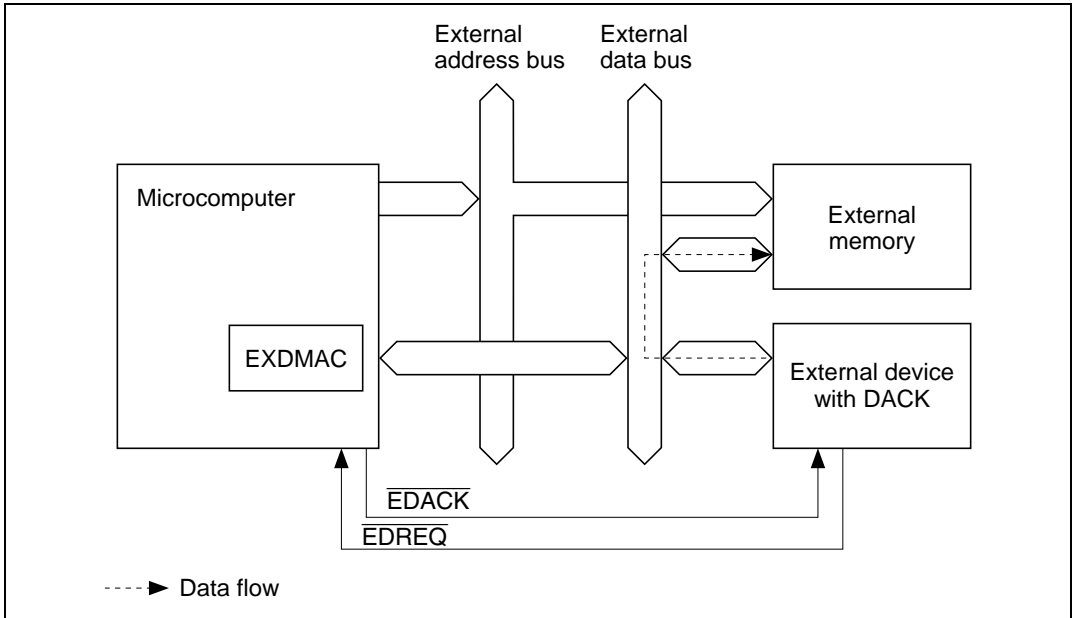 External
address bus
External
data bus
Microcomputer
External
memory
EXDMAC
External device
with DACK
EDACK
EDREQ
Data flow